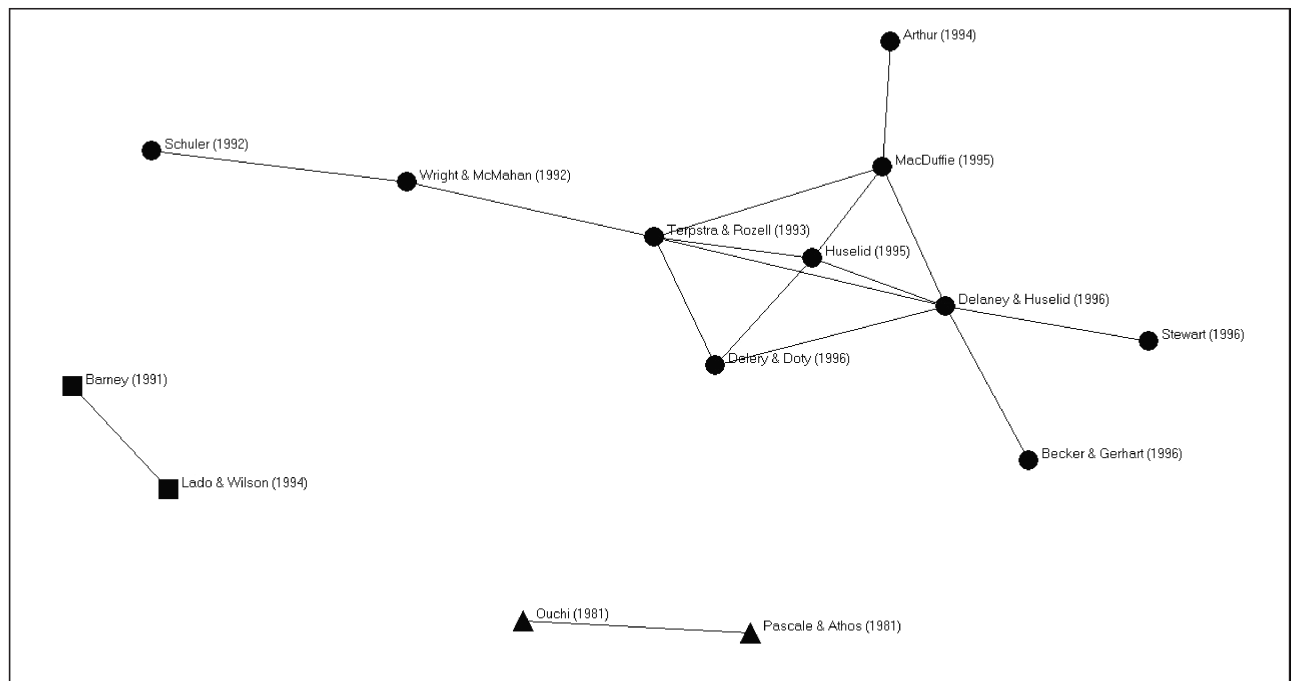 Arthur (1994)
Schuler (1992)
MacDuffie (1995)
Wright & McMahan (1992)
Terpstra & Rozell (1993)
Huselid (1995)
Delaney & Huselid (1996)
Stewart (1996)
Delery & Doty (1996)
Barney (1991)
Becker & Gerhart (1996)
Lado & Wilson (1994)
Ouchi (1981)
Pascale & Athos (1981)